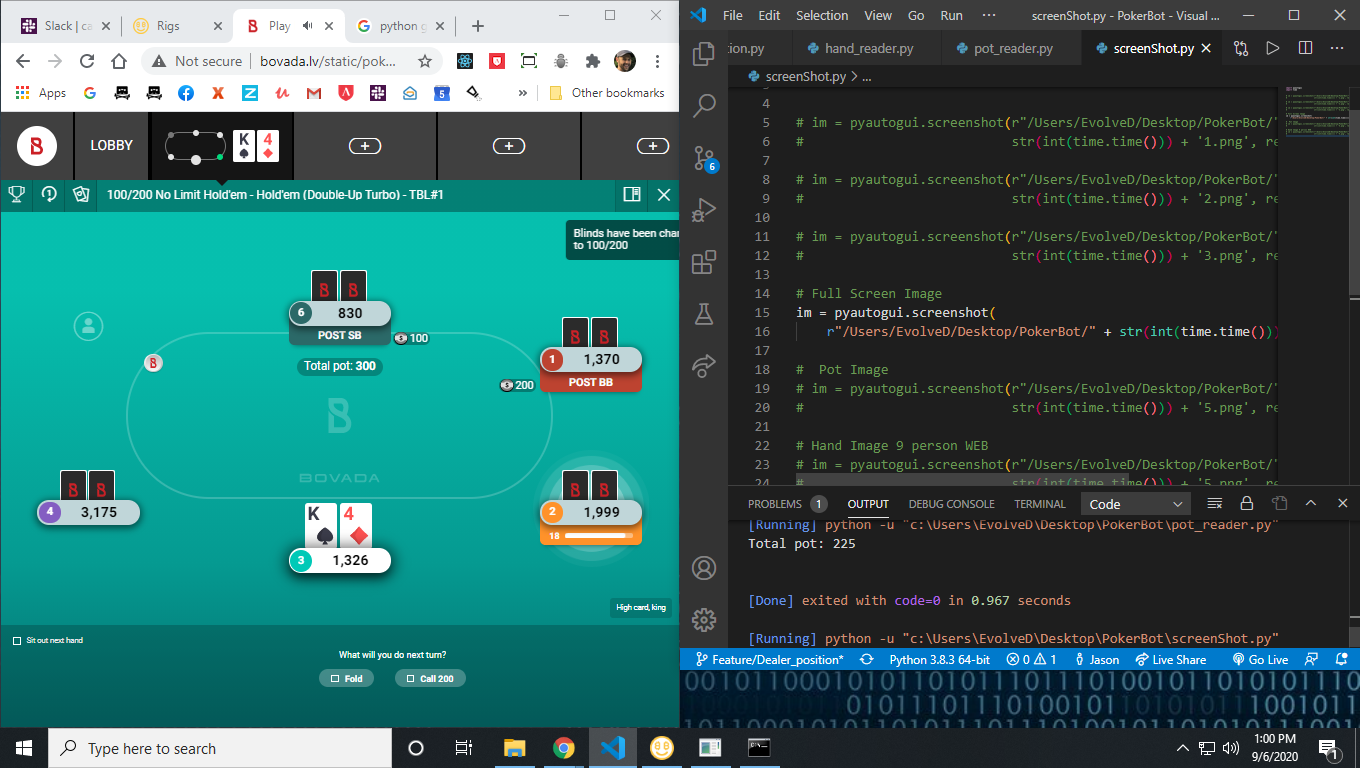 Slack | ca
Rigs
Play
python g
Not secure
bovada.lv/static/pok...
Apps
Other bookmarks
LOBBY
K
4
100/200 No Limit Hold'em - Hold'em (Double-Up Turbo) - TBL#1
Blinds have been cha
to 100/200
6
830
POST SB
100
1
1,370
POST BB
200
Total pot: 300
BOVADA
4
3,175
2
1,999
18
K
4
3
1,326
High card, king
Sit out next hand
What will you do next turn?
Fold
Call 200
File
Edit
Selection
View
Go
Run
screenShot.py - PokerBot - Visual ...
tion.py
hand_reader.py
pot_reader.py
screenShot.py
screenShot.py > ...
4
5 # im = pyautogui.screenshot(r"/Users/EvolveD/Desktop/PokerBot/"
6 # str(int(time.time())) + '1.png', re
7
8 # im = pyautogui.screenshot(r"/Users/EvolveD/Desktop/PokerBot/"
9 # str(int(time.time())) + '2.png', re
10
11 # im = pyautogui.screenshot(r"/Users/EvolveD/Desktop/PokerBot/"
12 # str(int(time.time())) + '3.png', re
13
14 # Full Screen Image
15 im = pyautogui.screenshot(
16 r"/Users/EvolveD/Desktop/PokerBot/" + str(int(time.time()))
17
18 #  Pot Image
19 # im = pyautogui.screenshot(r"/Users/EvolveD/Desktop/PokerBot/"
20 # str(int(time.time())) + '5.png', re
21
22 # Hand Image 9 person WEB
23 # im = pyautogui.screenshot(r"/Users/EvolveD/Desktop/PokerBot/"
24 # str(int(time.time())) + '5.png', re
6
PROBLEMS 1
OUTPUT
DEBUG CONSOLE
TERMINAL
Code
[Running] python -u "c:\Users\EvolveD\Desktop\PokerBot\pot_reader.py"
Total pot: 225
[Done] exited with code=0 in 0.967 seconds
[Running] python -u "c:\Users\EvolveD\Desktop\PokerBot\screenShot.py"
Feature/Dealer_position*
Python 3.8.3 64-bit
0
1
Jason
Live Share
Go Live
Type here to search
1:00 PM
9/6/2020
1